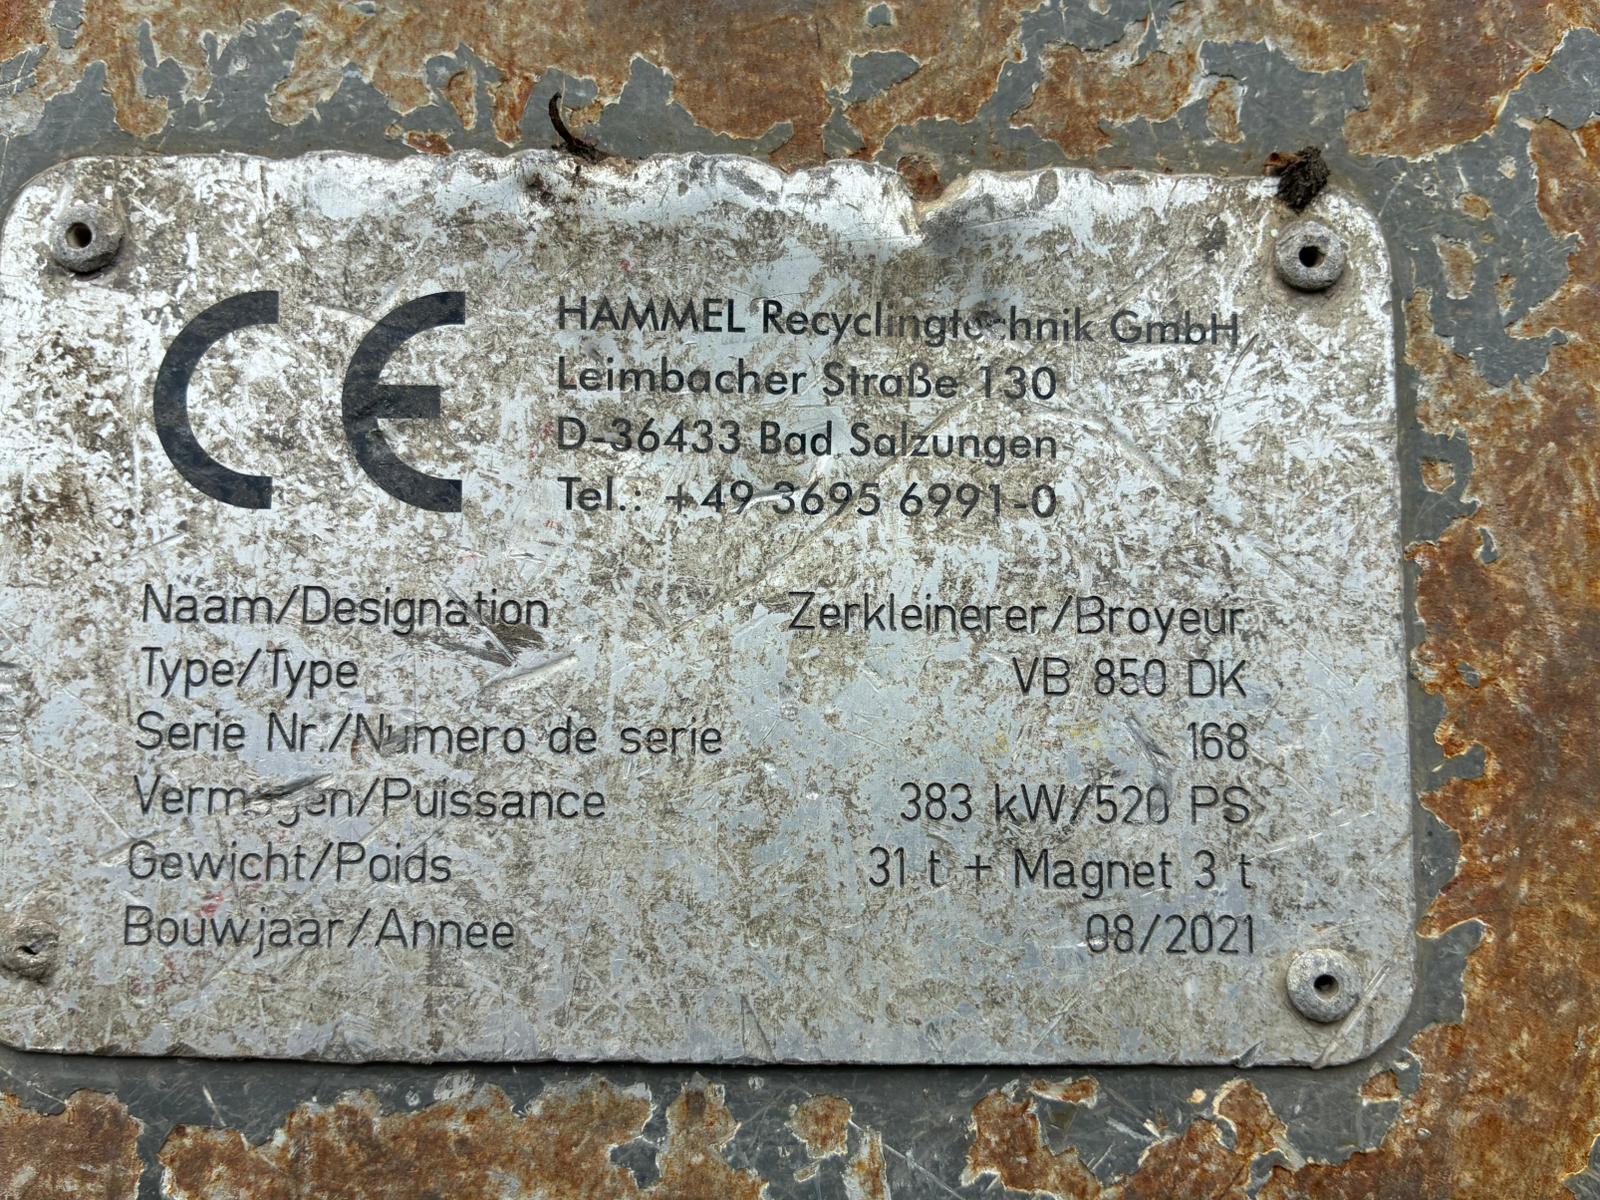 CE
HAMMEL Recyclingtechnik GmbH
Leimbacher Straße 130
D-36433 Bad Salzungen
Tel.: +49 3695 6991-0
Naam/Designation Zerkleinerer/Broyeur
Type/Type VB 850 DK
Serie Nr./Numero de serie 168
Vermogen/Puissance 383 kW/520 PS
Gewicht/Poids 31 t + Magnet 3 t
Bouwjaar/Annee 08/2021